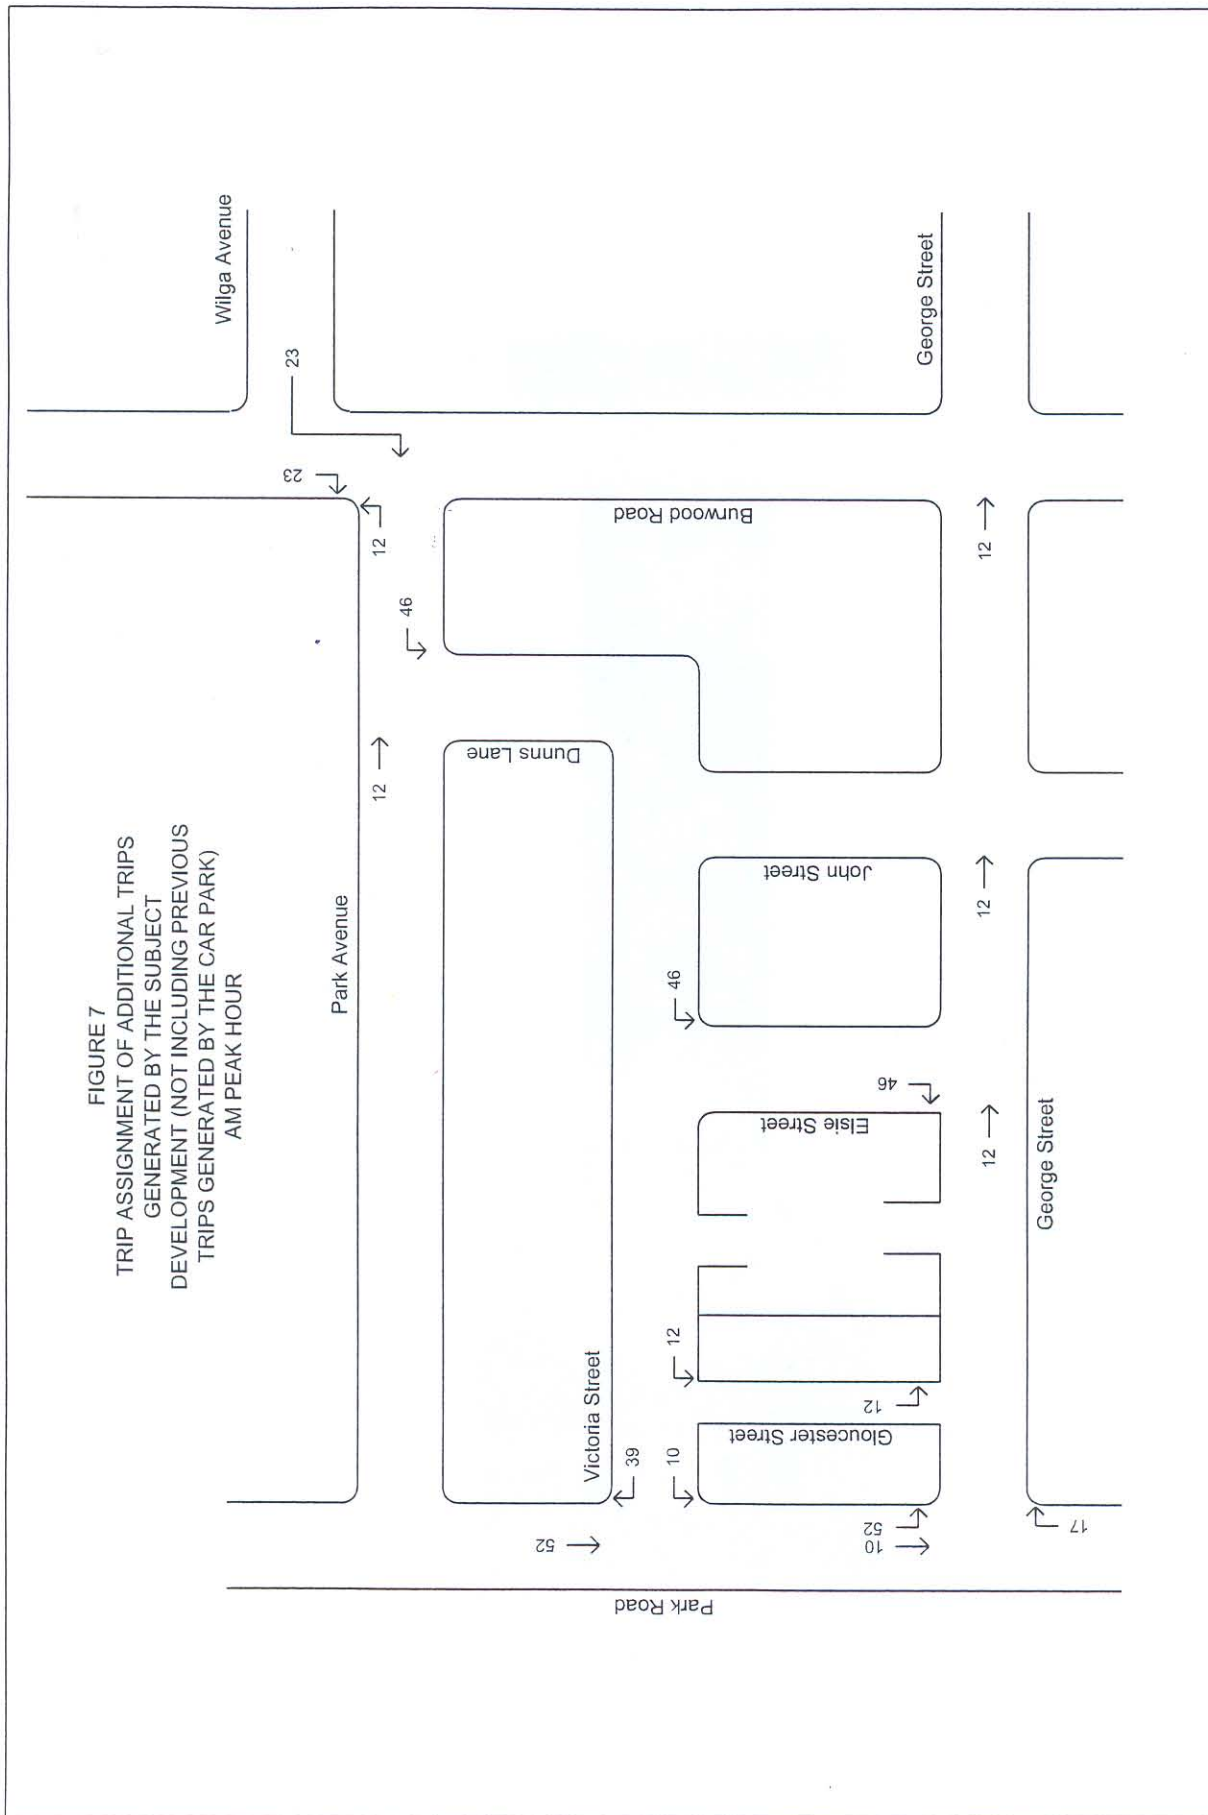 FIGURE 7
TRIP ASSIGNMENT OF ADDITIONAL TRIPS
GENERATED BY THE SUBJECT
DEVELOPMENT (NOT INCLUDING PREVIOUS
TRIPS GENERATED BY THE CAR PARK)
AM PEAK HOUR
Wilga Avenue
23
23
Park Avenue
12
12
46
Dunns Lane
Burwood Road
Victoria Street
52
39
10
12
46
Park Road
Gloucester Street
Elsie Street
John Street
George Street
10
52
12
46
12
12
12
17
George Street